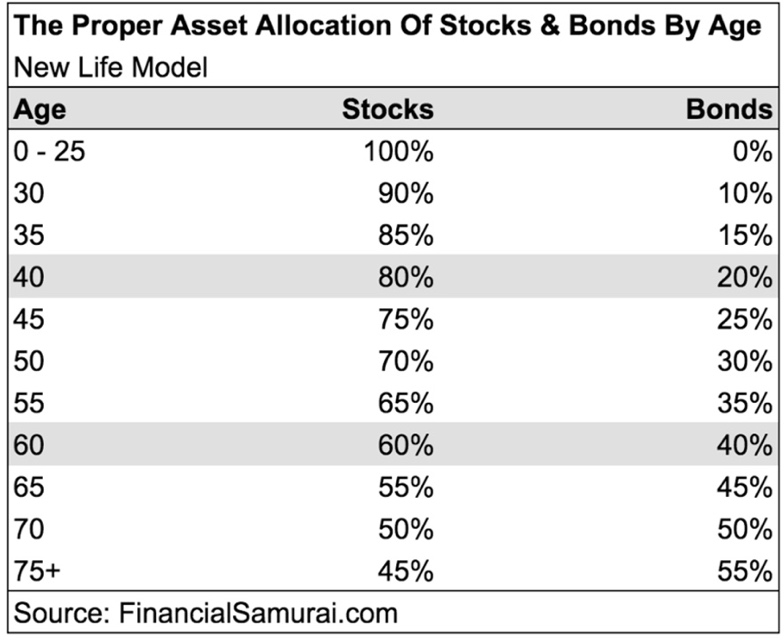 The Proper Asset Allocation Of Stocks & Bonds By Age
New Life Model
Age Stocks Bonds
0 - 25 100% 0%
30 90% 10%
35 85% 15%
40 80% 20%
45 75% 25%
50 70% 30%
55 65% 35%
60 60% 40%
65 55% 45%
70 50% 50%
75+ 45% 55%
Source: FinancialSamurai.com